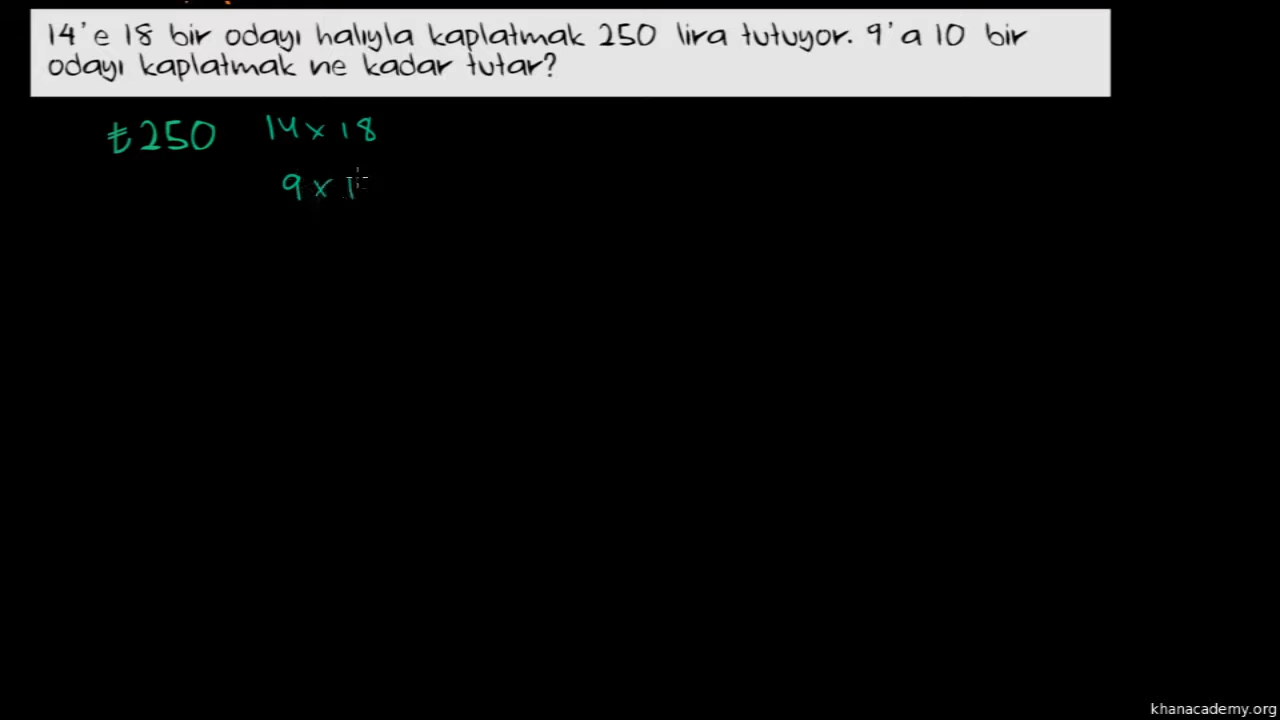 14'e 18 bir odayı halıyla kaplatmak 250 lira tutuyor. 9'a 10 bir
odayı kaplatmak ne kadar tutar?
₺250 14 x 18
9 x 1
khanacademy.org